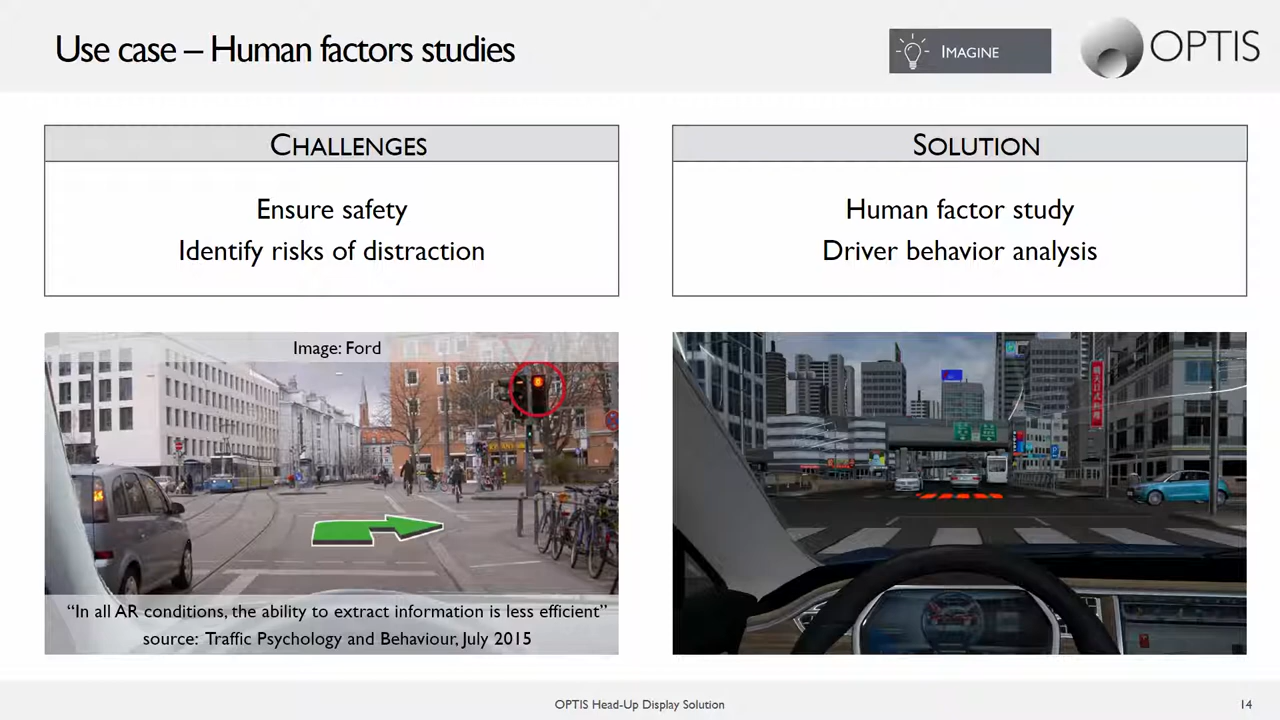 Use case – Human factors studies
IMAGINE
OPTIS
CHALLENGES
Ensure safety
Identify risks of distraction
SOLUTION
Human factor study
Driver behavior analysis
Image: Ford
“In all AR conditions, the ability to extract information is less efficient”
source: Traffic Psychology and Behaviour, July 2015
OPTIS Head-Up Display Solution
14